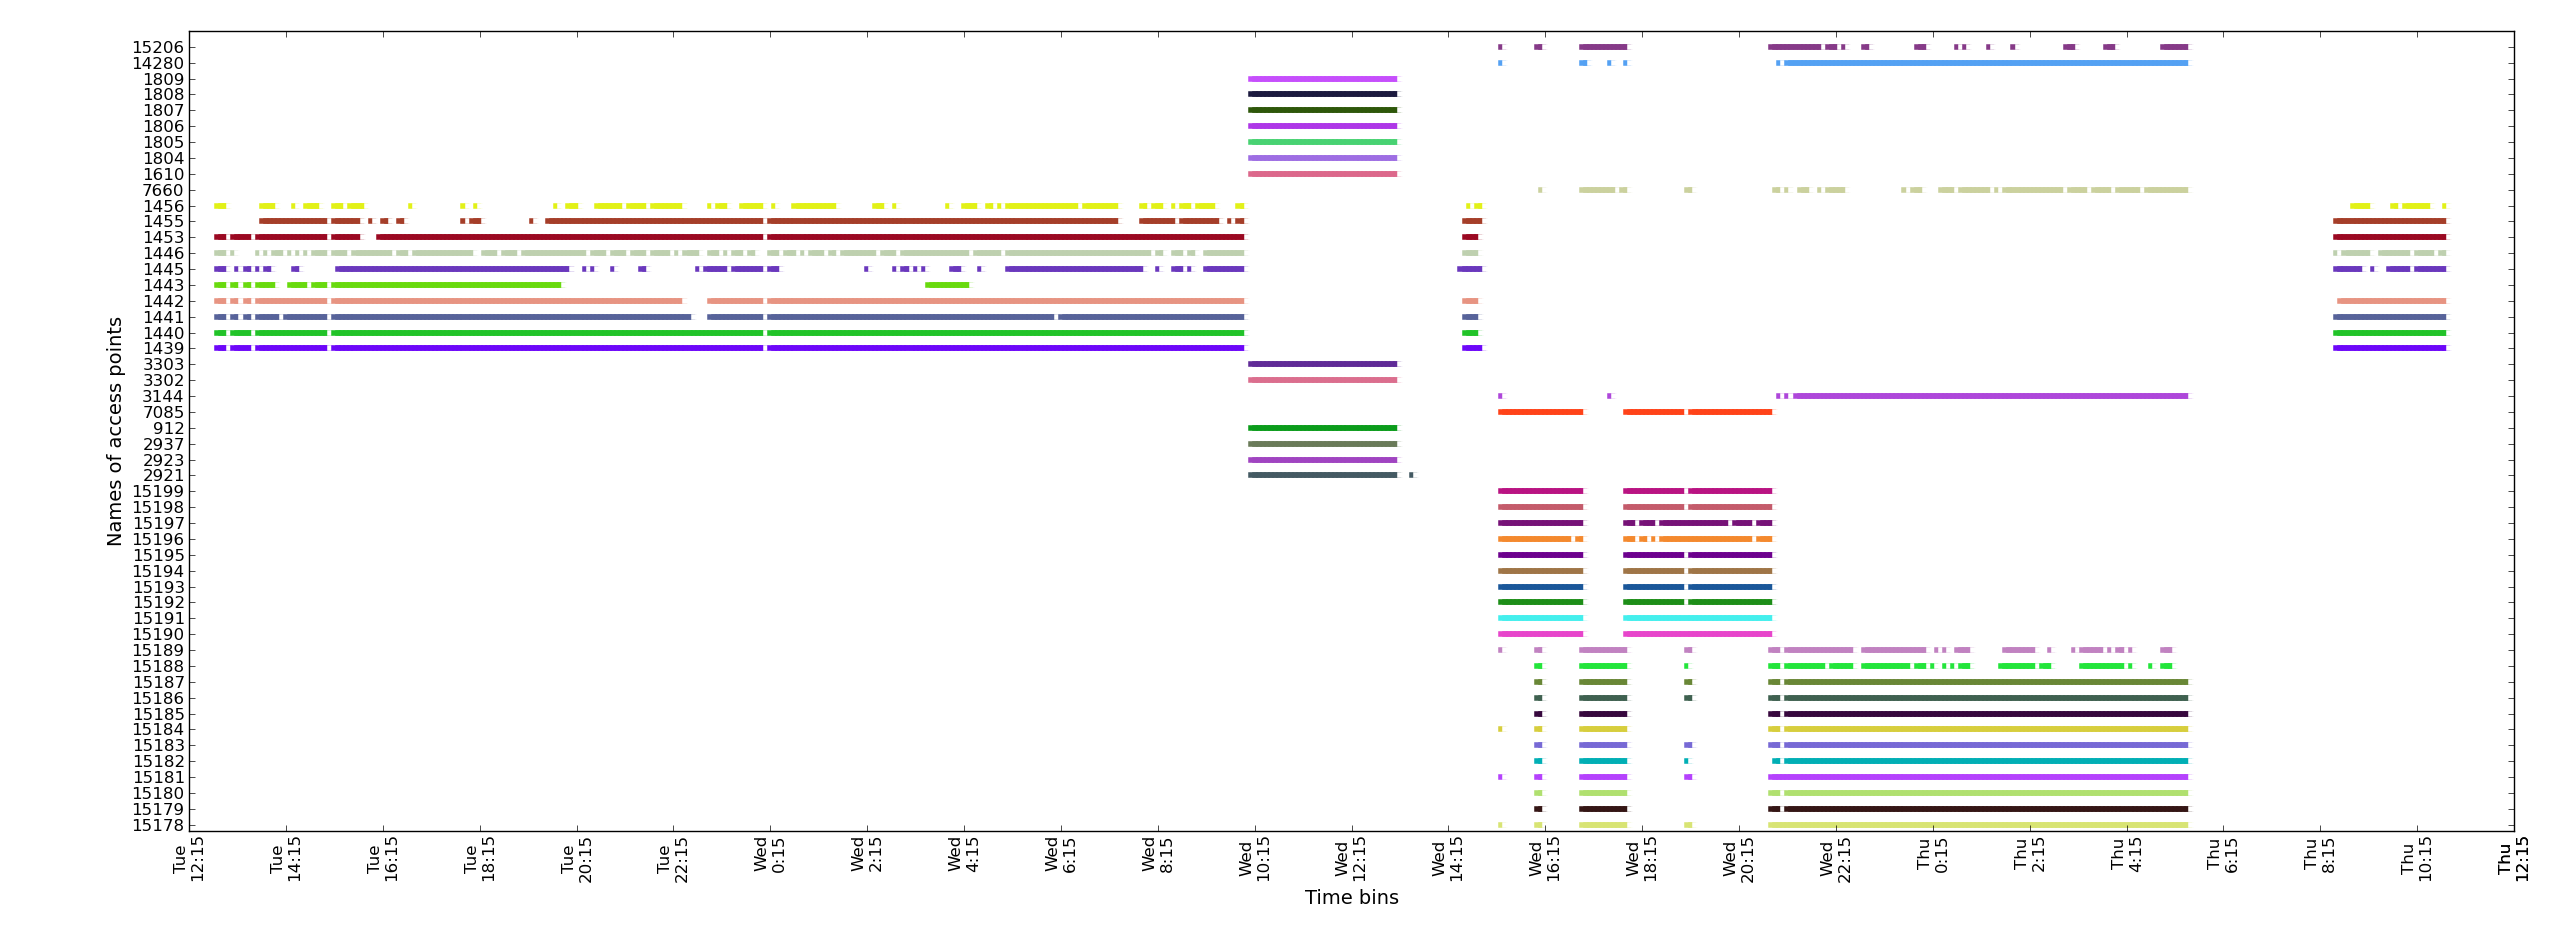 15206
14280
1809
1808
1807
1806
1805
1804
1610
7660
1456
1455
1453
1446
1445
1443
1442
1441
1440
1439
3303
3302
3144
7085
912
2937
2923
2921
15199
15198
15197
15196
15195
15194
15193
15192
15191
15190
15189
15188
15187
15186
15185
15184
15183
15182
15181
15180
15179
15178
Names of access points
Tue
12:15
Tue
14:15
Tue
16:15
Tue
18:15
Tue
20:15
Tue
22:15
Wed
0:15
Wed
2:15
Wed
4:15
Wed
6:15
Wed
8:15
Wed
10:15
Wed
12:15
Wed
14:15
Wed
16:15
Wed
18:15
Wed
20:15
Wed
22:15
Thu
0:15
Thu
2:15
Thu
4:15
Thu
6:15
Thu
8:15
Thu
10:15
Thu
12:15
Time bins